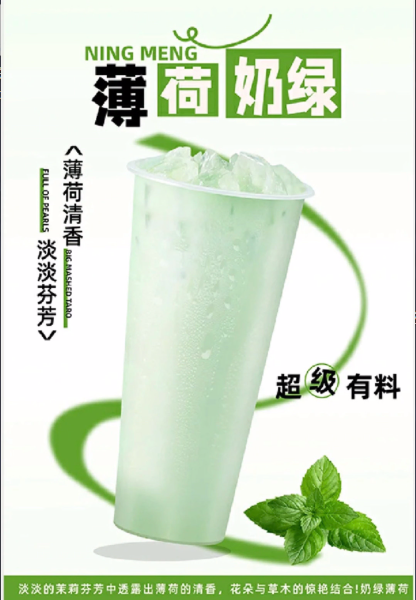 NING MENG
薄荷奶绿
《薄荷清香
FULL OF PEARLS
BIG MASHED TARO
淡淡芬芳》
超级有料
淡淡的茉莉芬芳中透露出薄荷的清香，花朵与草木的惊艳结合!奶绿薄荷